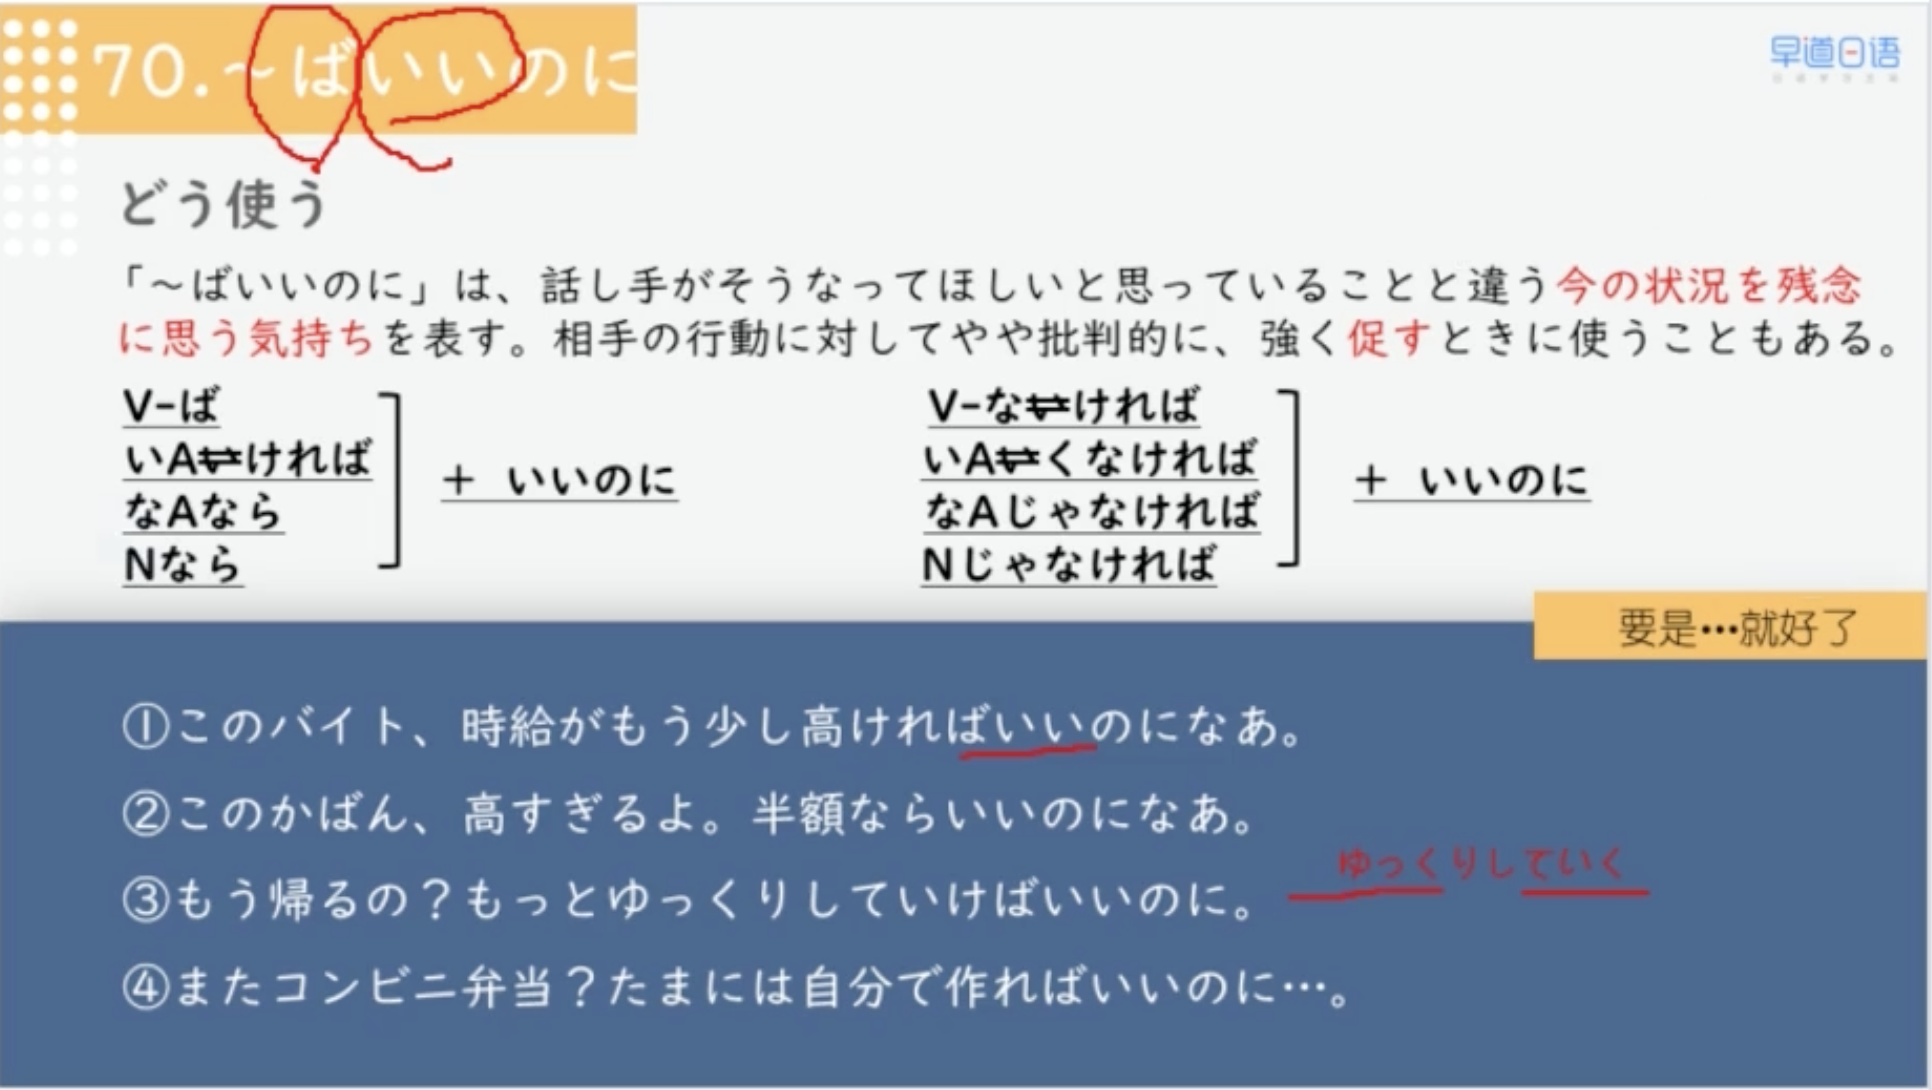 70.～ばいいのに
早道日语
どう使う
「～ばいいのに」は、話し手がそうなってほしいと思っていることと違う今の状況を残念
に思う気持ちを表す。相手の行動に対してやや批判的に、強く促すときに使うこともある。
V-ば
いAい→ければ
なAなら
Nなら
+ いいのに
V-ない→ければ
いAい→くなければ
なAじゃなければ
Nじゃなければ
+ いいのに
要是…就好了
①このバイト、時給がもう少し高ければいいのになあ。
②このかばん、高すぎるよ。半額ならいいのになあ。
ゆっくりしていく
③もう帰るの？もっとゆっくりしていけばいいのに。
④またコンビニ弁当？たまには自分で作ればいいのに…。